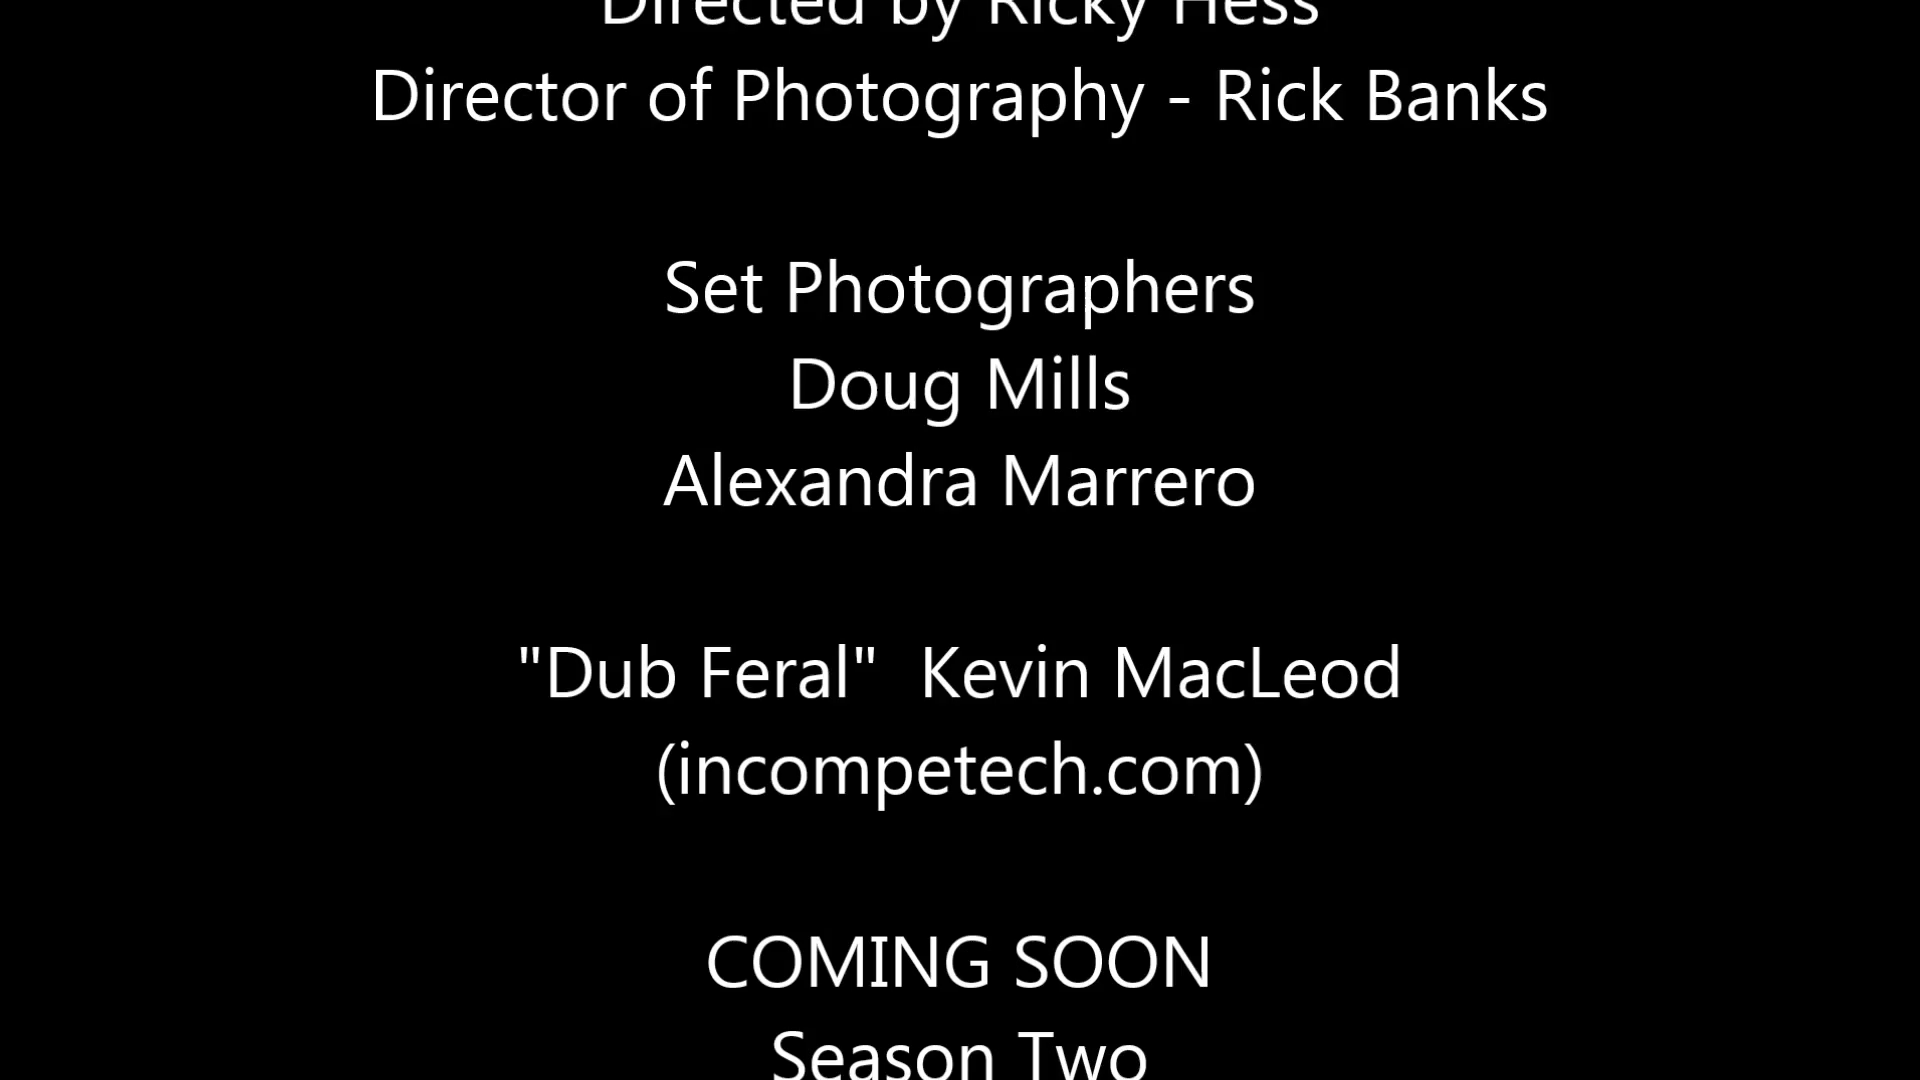 Directed by Ricky Hess
Director of Photography - Rick Banks
Set Photographers
Doug Mills
Alexandra Marrero
"Dub Feral"  Kevin MacLeod
(incompetech.com)
COMING SOON
Season Two